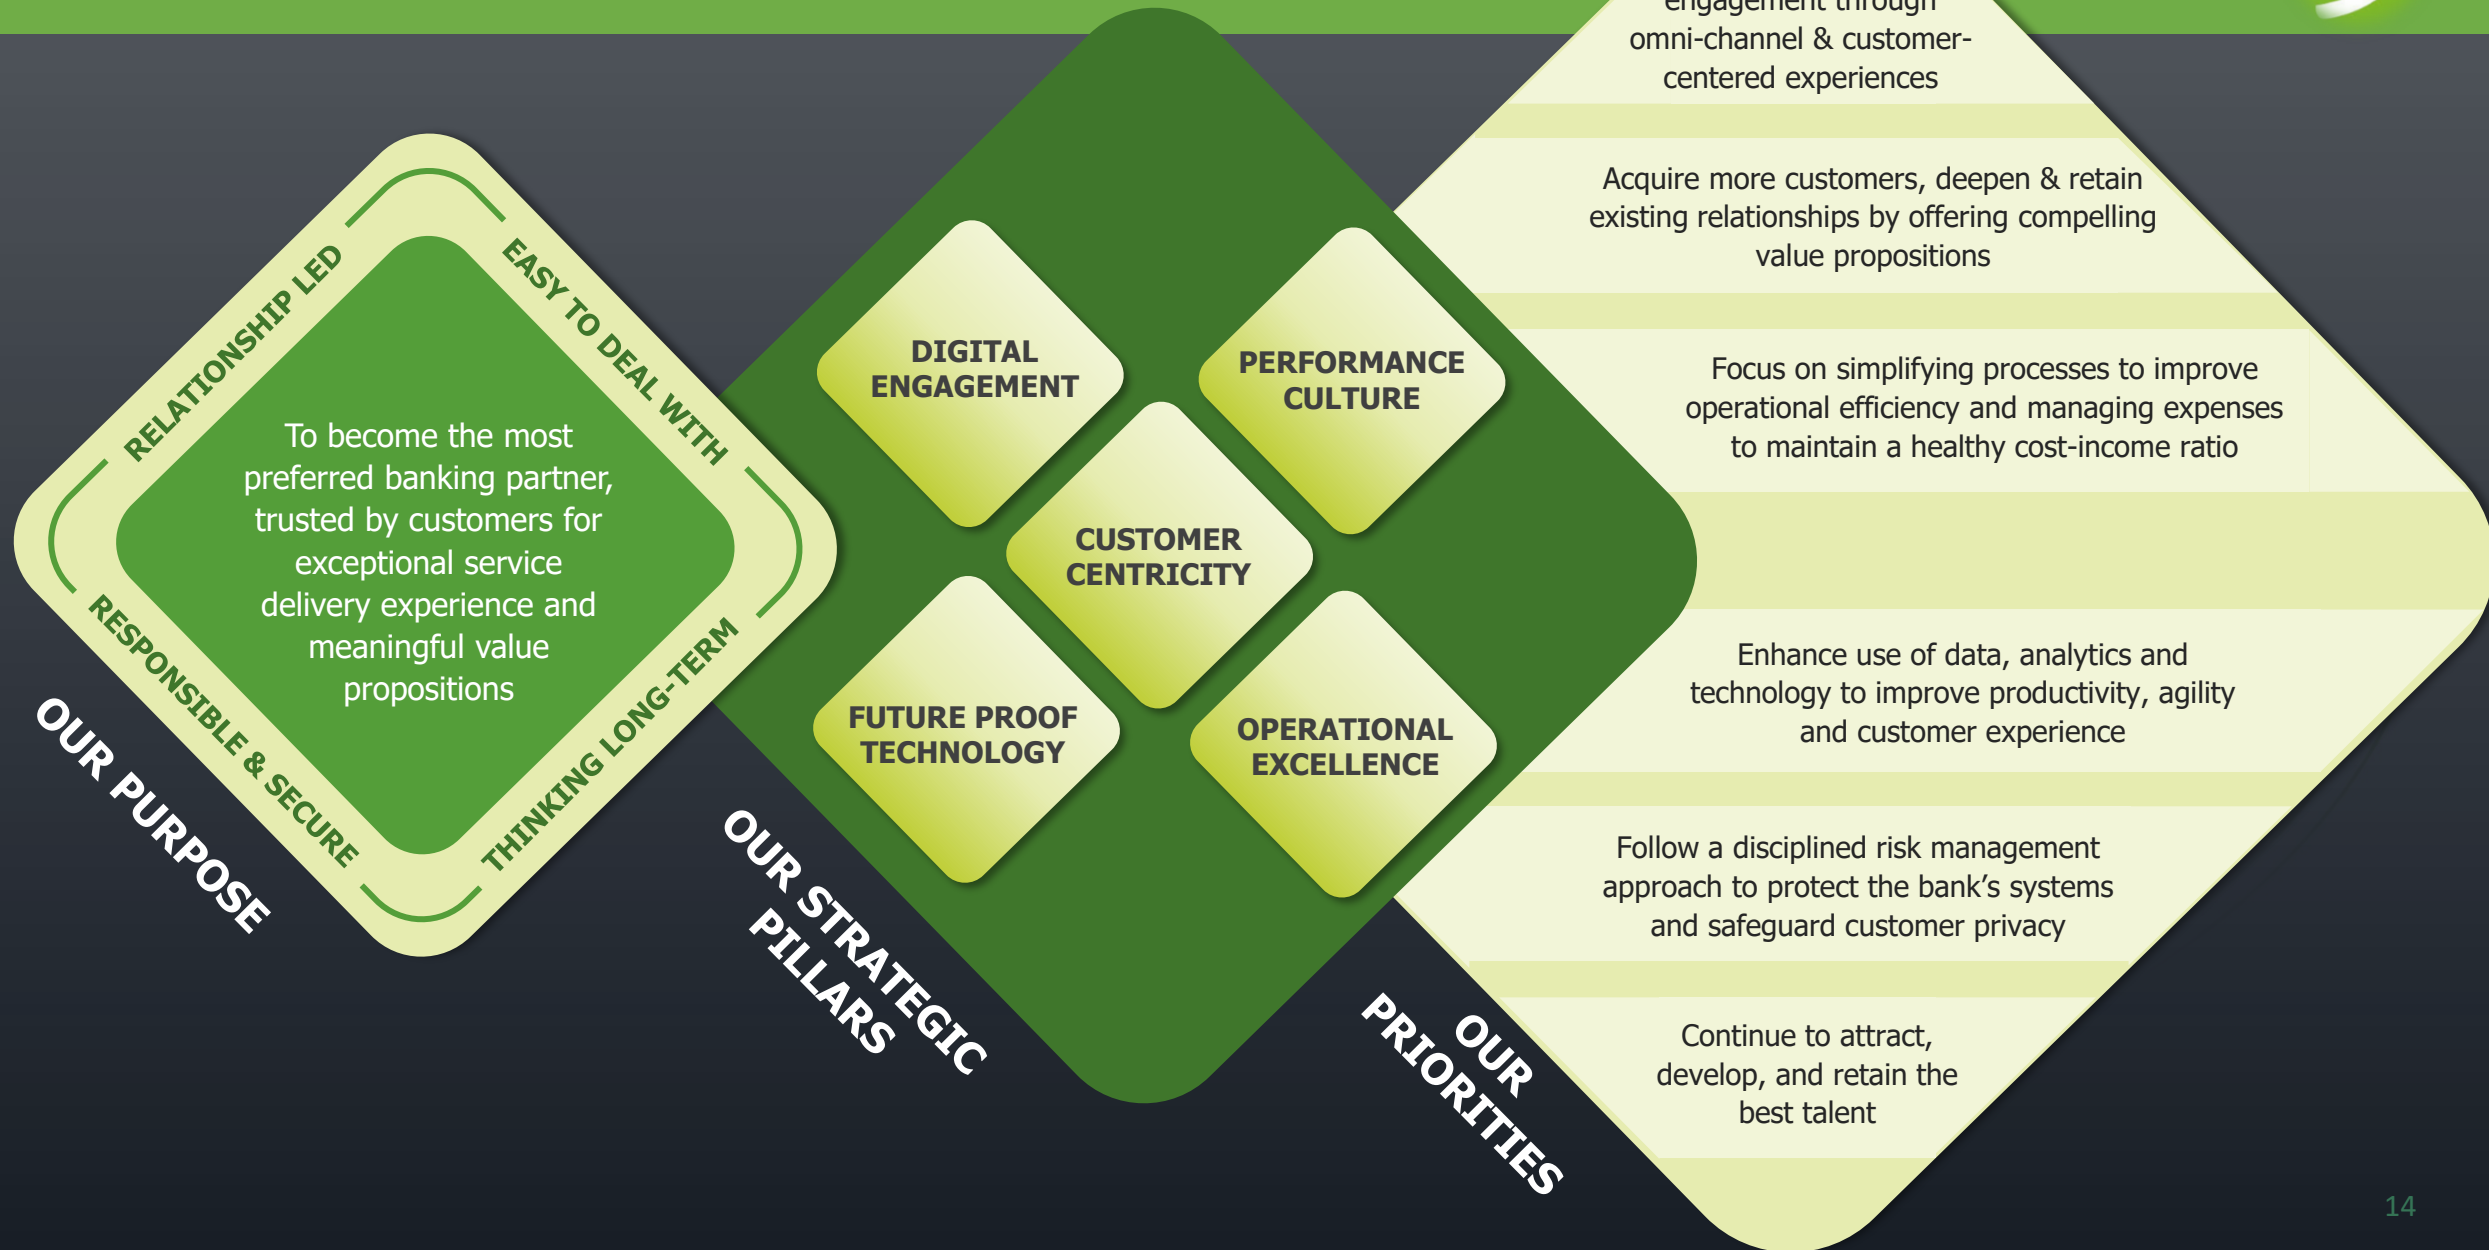 RELATIONSHIP LED
EASY TO DEAL WITH
To become the most
preferred banking partner,
trusted by customers for
exceptional service
delivery experience and
meaningful value
propositions
RESPONSIBLE & SECURE
THINKING LONG-TERM
OUR PURPOSE
DIGITAL
ENGAGEMENT
PERFORMANCE
CULTURE
CUSTOMER
CENTRICITY
FUTURE PROOF
TECHNOLOGY
OPERATIONAL
EXCELLENCE
OUR STRATEGIC
PILLARS
engagement through
omni-channel & customer-
centered experiences
Acquire more customers, deepen & retain
existing relationships by offering compelling
value propositions
Focus on simplifying processes to improve
operational efficiency and managing expenses
to maintain a healthy cost-income ratio
Enhance use of data, analytics and
technology to improve productivity, agility
and customer experience
Follow a disciplined risk management
approach to protect the bank’s systems
and safeguard customer privacy
Continue to attract,
develop, and retain the
best talent
OUR
PRIORITIES
14